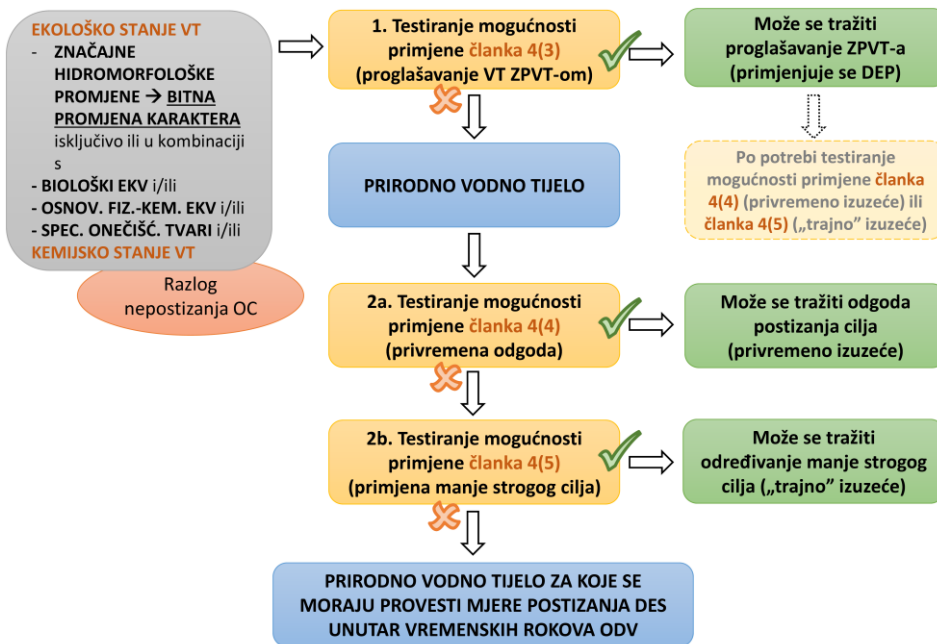 EKOLOŠKO STANJE VT
- ZNAČAJNE
HIDROMORFOLOŠKE
PROMJENE → BITNA
PROMJENA KARAKTERA
isključivo ili u kombinaciji
s
- BIOLOŠKI EKV i/ili
- OSNOV. FIZ.-KEM. EKV i/ili
- SPEC. ONEČIŠĆ. TVARI i/ili
KEMIJSKO STANJE VT
Razlog
nepostizanja OC
1. Testiranje mogućnosti
primjene članka 4(3)
(proglašavanje VT ZPVT-om)
Može se tražiti
proglašavanje ZPVT-a
(primjenjuje se DEP)
PRIRODNO VODNO TIJELO
Po potrebi testiranje
mogućnosti primjene članka
4(4) (privremeno izuzeće) ili
članka 4(5) („trajno” izuzeće)
2a. Testiranje mogućnosti
primjene članka 4(4)
(privremena odgoda)
Može se tražiti odgoda
postizanja cilja
(privremeno izuzeće)
2b. Testiranje mogućnosti
primjene članka 4(5)
(primjena manje strogog cilja)
Može se tražiti
određivanje manje strogog
cilja („trajno” izuzeće)
PRIRODNO VODNO TIJELO ZA KOJE SE
MORAJU PROVESTI MJERE POSTIZANJA DES
UNUTAR VREMENSKIH ROKOVA ODV